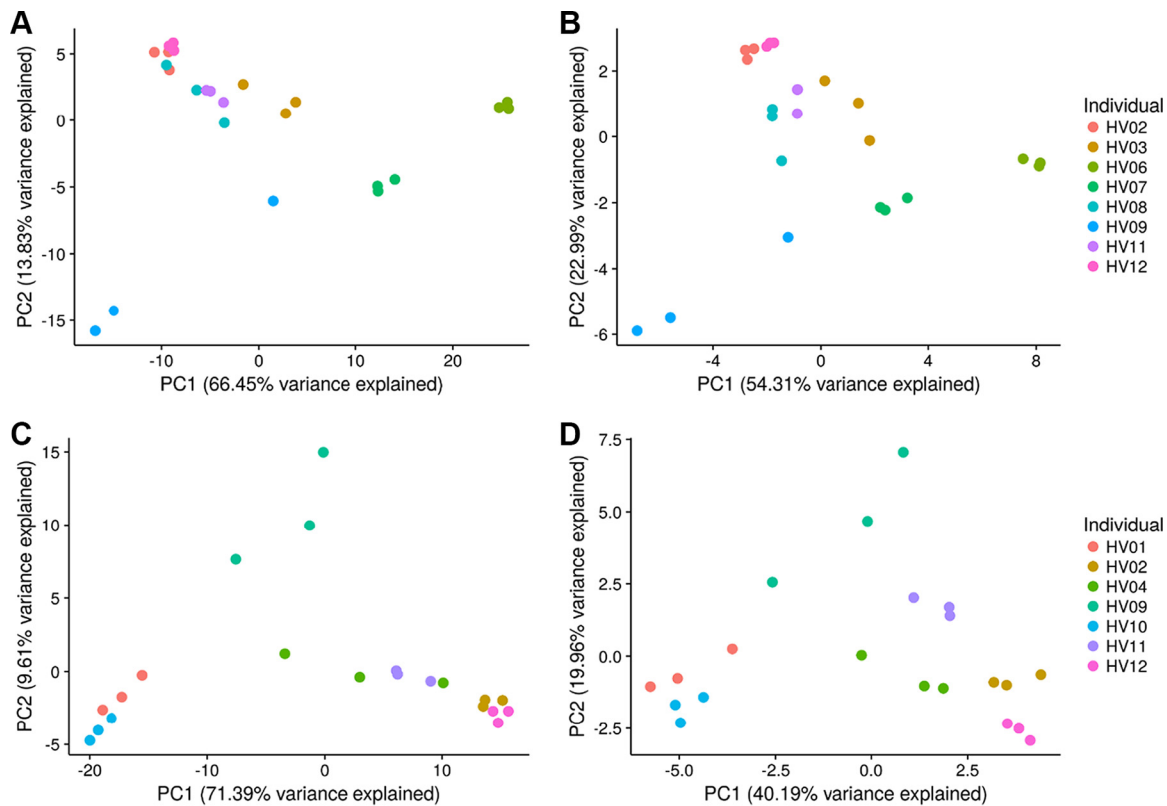 A
5
0
-5
-10
-15
PC2 (13.83% variance explained)
-10 0 10 20
PC1 (66.45% variance explained)
B
2
0
-2
-4
-6
PC2 (22.99% variance explained)
-4 0 4 8
PC1 (54.31% variance explained)
Individual
HV02
HV03
HV06
HV07
HV08
HV09
HV11
HV12
C
15
10
5
0
-5
PC2 (9.61% variance explained)
-20 -10 0 10
PC1 (71.39% variance explained)
D
7.5
5.0
2.5
0.0
-2.5
PC2 (19.96% variance explained)
-5.0 -2.5 0.0 2.5
PC1 (40.19% variance explained)
Individual
HV01
HV02
HV04
HV09
HV10
HV11
HV12